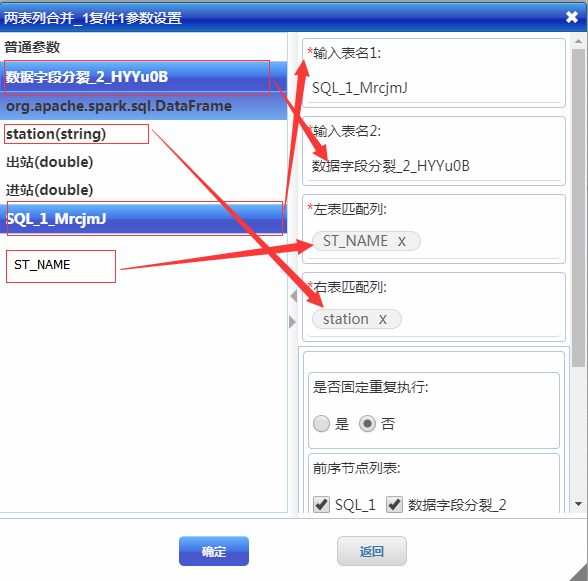 两表列合并_1复件1参数设置
普通参数
数据字段分裂_2_HYYu0B
org.apache.spark.sql.DataFrame
station(string)
出站(double)
进站(double)
SQL_1_MrcjmJ
ST_NAME
*输入表名1:
SQL_1_MrcjmJ
*输入表名2:
数据字段分裂_2_HYYu0B
*左表匹配列:
ST_NAME x
*右表匹配列:
station x
是否固定重复执行:
是 否
前序节点列表:
SQL_1 数据字段分裂_2
确定 返回